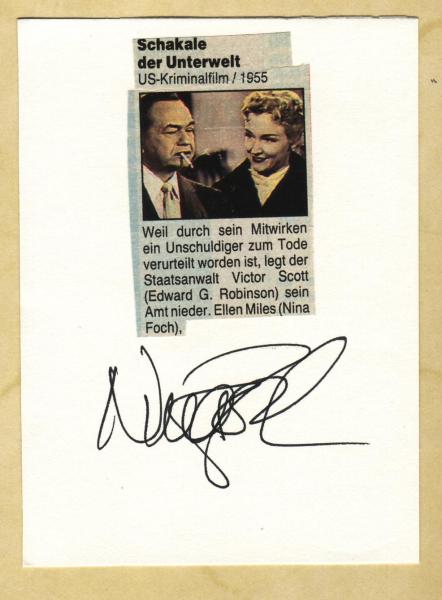 Schakale
der Unterwelt
US-Kriminalfilm / 1955
Weil durch sein Mitwirken
ein Unschuldiger zum Tode
verurteilt worden ist, legt der
Staatsanwalt Victor Scott
(Edward G. Robinson) sein
Amt nieder. Ellen Miles (Nina
Foch),